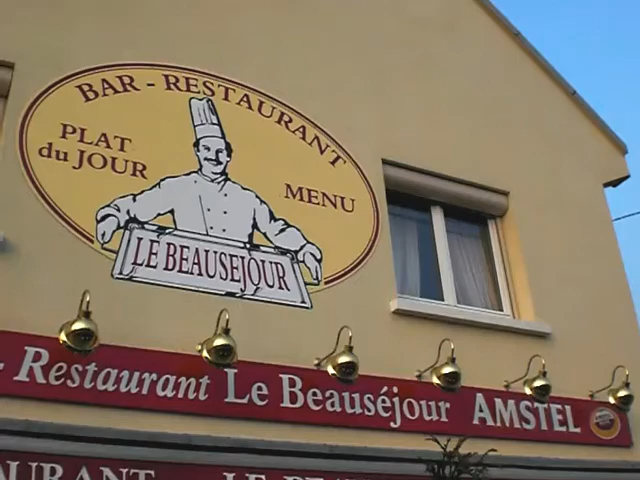 BAR - RESTAURANT
PLAT
du JOUR
MENU
LE BEAUSEJOUR
- Restaurant Le Beauséjour AMSTEL